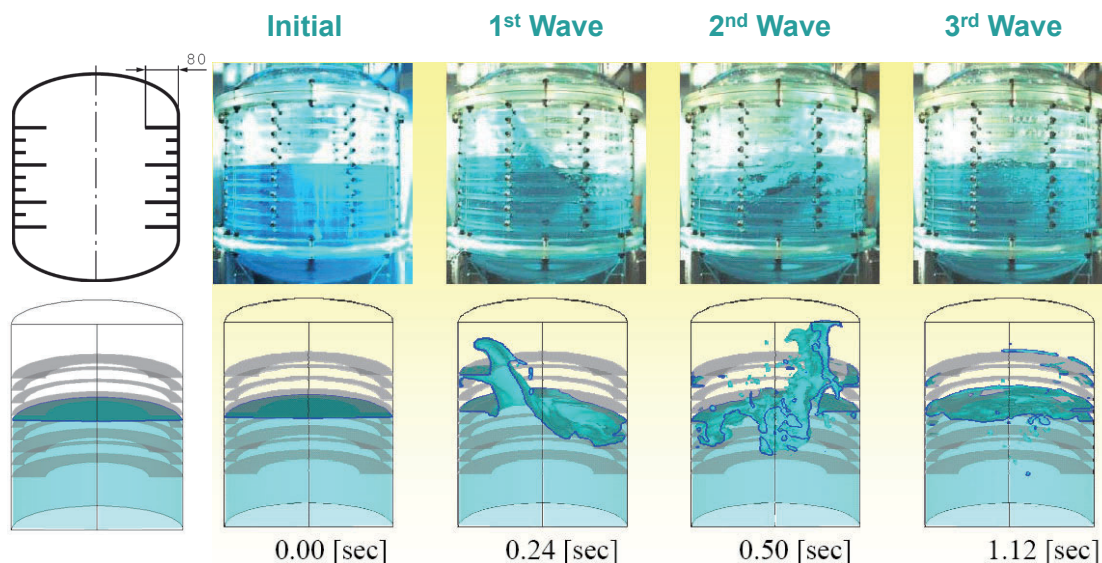 Initial
1st Wave
2nd Wave
3rd Wave
80
0.00 [sec]
0.24 [sec]
0.50 [sec]
1.12 [sec]